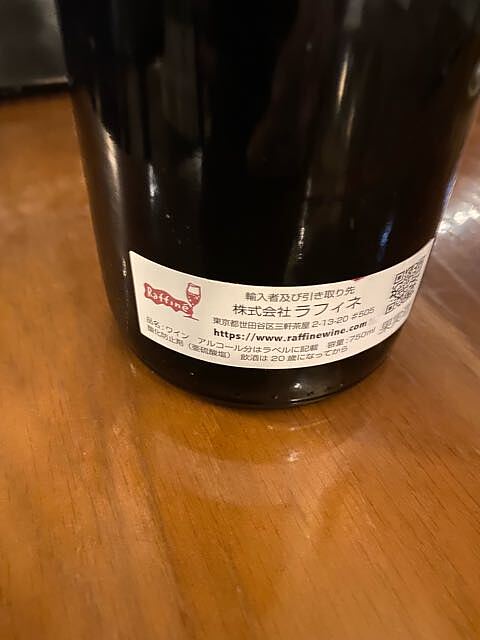 Raffine
輸入者及び引き取り先
株式会社 ラフィネ
東京都世田谷区三軒茶屋 2-13-20 #505
https://www.raffinewine.com
品名：ワイン アルコール分はラベルに記載 容量：750ml
酸化防止剤（亜硫酸塩） 飲酒は20歳になってから